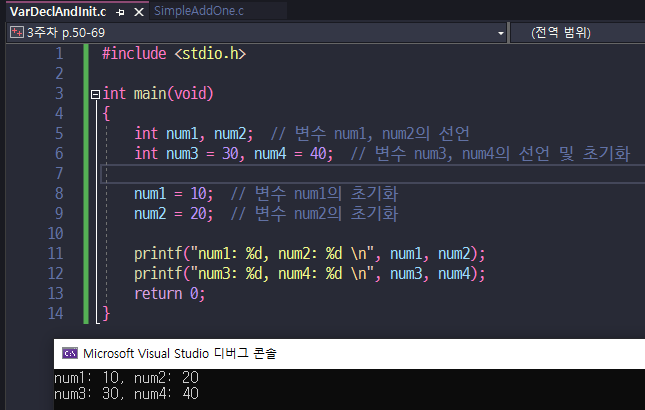 VarDeclAndInit.c
SimpleAddOne.c
3주차 p.50-69
(전역 범위)
1 #include <stdio.h>
2
3 int main(void)
4 {
5 int num1, num2;  // 변수 num1, num2의 선언
6 int num3 = 30, num4 = 40;  // 변수 num3, num4의 선언 및 초기화
7
8 num1 = 10;  // 변수 num1의 초기화
9 num2 = 20;  // 변수 num2의 초기화
10
11 printf("num1: %d, num2: %d \n", num1, num2);
12 printf("num3: %d, num4: %d \n", num3, num4);
13 return 0;
14 }
C:\ Microsoft Visual Studio 디버그 콘솔
num1: 10, num2: 20
num3: 30, num4: 40